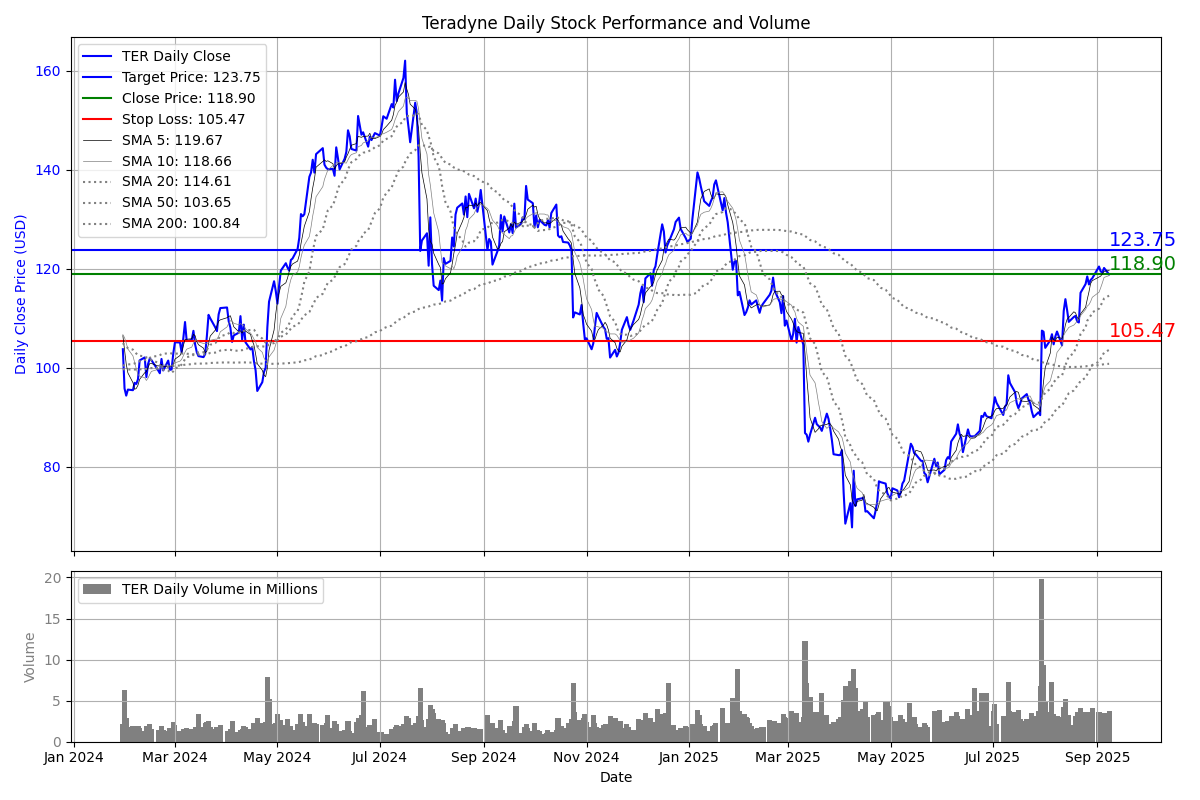 Teradyne Daily Stock Performance and Volume
Daily Close Price (USD)
160
140
120
100
80
TER Daily Close
Target Price: 123.75
Close Price: 118.90
Stop Loss: 105.47
SMA 5: 119.67
SMA 10: 118.66
SMA 20: 114.61
SMA 50: 103.65
SMA 200: 100.84
123.75
118.90
105.47
Volume
20
15
10
5
0
TER Daily Volume in Millions
Jan 2024 Mar 2024 May 2024 Jul 2024 Sep 2024 Nov 2024 Jan 2025 Mar 2025 May 2025 Jul 2025 Sep 2025
Date